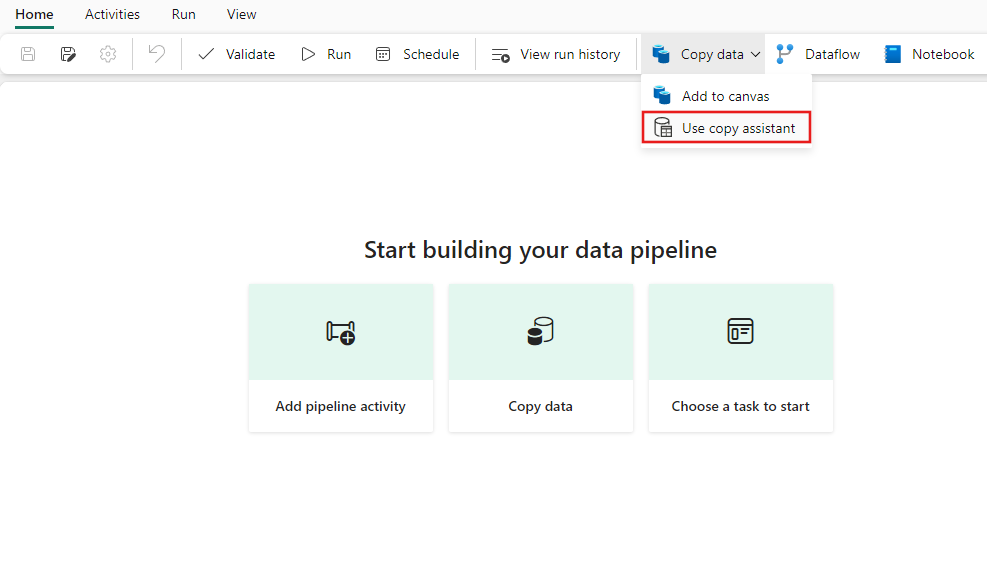 Home Activities Run View
Validate Run Schedule View run history Copy data Dataflow Notebook
Add to canvas
Use copy assistant
Start building your data pipeline
Add pipeline activity Copy data Choose a task to start